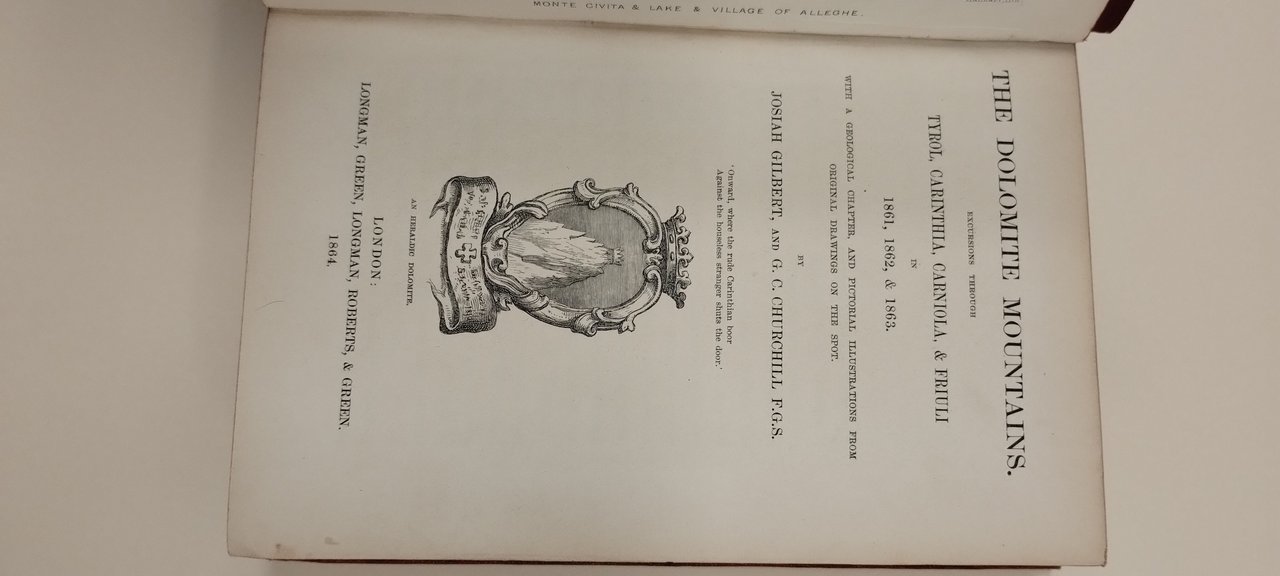 MONTE CIVITA & LAKE & VILLAGE OF ALLEGHE.
THE DOLOMITE MOUNTAINS.
EXCURSIONS THROUGH
TYROL, CARINTHIA, CARNIOLA, & FRIULI
IN
1861, 1862, & 1863.
WITH A GEOLOGICAL CHAPTER, AND PICTORIAL ILLUSTRATIONS FROM
ORIGINAL DRAWINGS ON THE SPOT.
BY
JOSIAH GILBERT, AND G. C. CHURCHILL F.G.S.
'Onward, where the rude Carinthian boor
Against the houseless stranger shuts the door.'
AN HERALDIC DOLOMITE.
LONDON:
LONGMAN, GREEN, LONGMAN, ROBERTS, & GREEN.
1864.